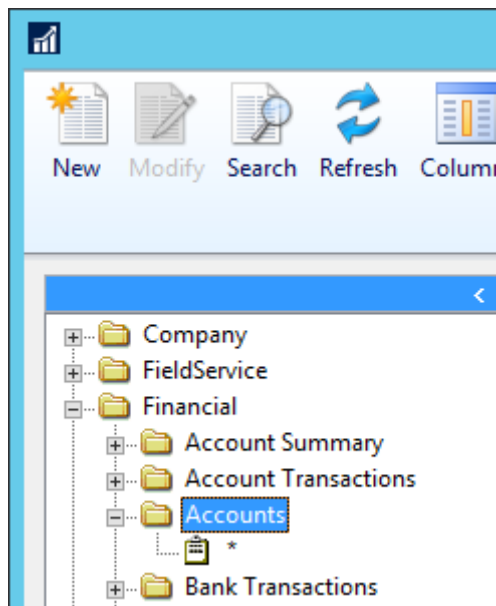 New Modify Search Refresh Column
<
Company
FieldService
Financial
Account Summary
Account Transactions
Accounts
*
Bank Transactions